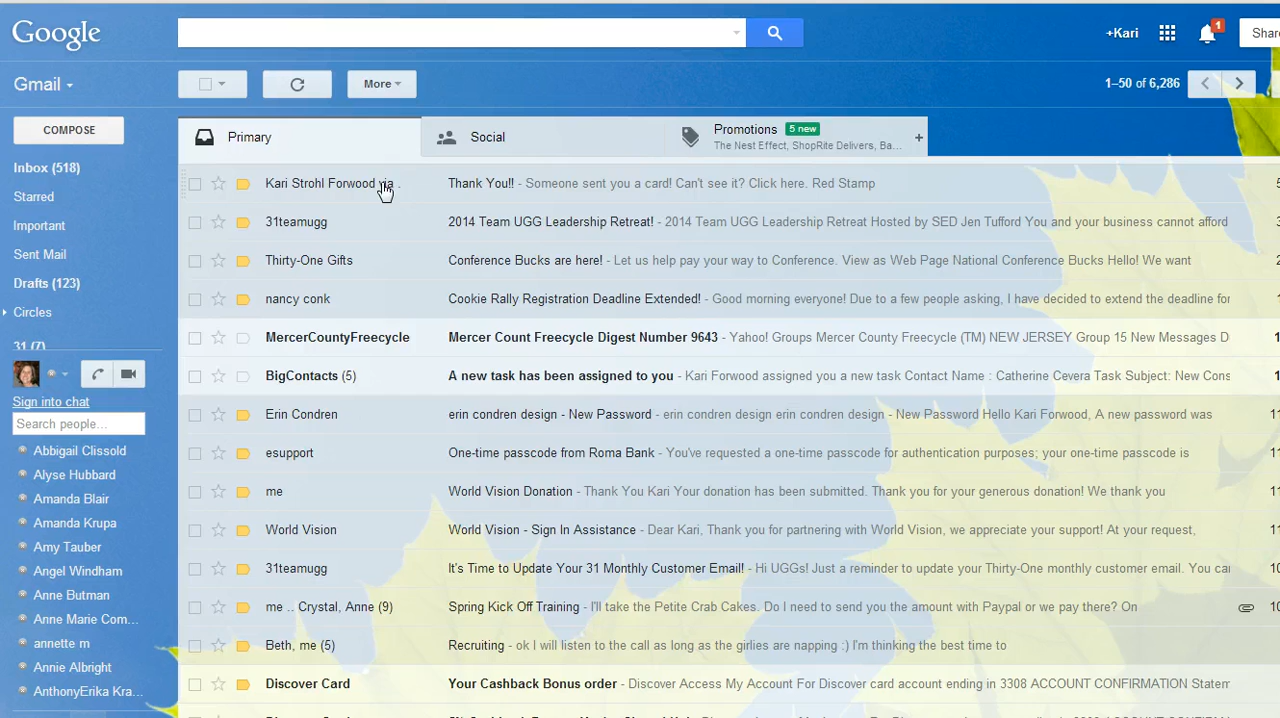 Google
+Kari
1
Share
Gmail
More
1–50 of 6,286
COMPOSE
Primary
Social
Promotions 5 new
The Nest Effect, ShopRite Delivers, Ba...
+
Inbox (518)
Starred
Important
Sent Mail
Drafts (123)
Circles
31 (7)
Sign into chat
Search people...
Abbigail Clissold
Alyse Hubbard
Amanda Blair
Amanda Krupa
Amy Tauber
Angel Windham
Anne Butman
Anne Marie Com...
annette m
Annie Albright
AnthonyErika Kra...
Kari Strohl Forwood via . Thank You!! - Someone sent you a card! Can't see it? Click here. Red Stamp
31teamugg 2014 Team UGG Leadership Retreat! - 2014 Team UGG Leadership Retreat Hosted by SED Jen Tufford You and your business cannot afford
Thirty-One Gifts Conference Bucks are here! - Let us help pay your way to Conference. View as Web Page National Conference Bucks Hello! We want
nancy conk Cookie Rally Registration Deadline Extended! - Good morning everyone! Due to a few people asking, I have decided to extend the deadline for
MercerCountyFreecycle Mercer Count Freecycle Digest Number 9643 - Yahoo! Groups Mercer County Freecycle (TM) NEW JERSEY Group 15 New Messages D
BigContacts (5) A new task has been assigned to you - Kari Forwood assigned you a new task Contact Name : Catherine Cevera Task Subject: New Cons
Erin Condren erin condren design - New Password - erin condren design erin condren design - New Password Hello Kari Forwood, A new password was
esupport One-time passcode from Roma Bank - You've requested a one-time passcode for authentication purposes; your one-time passcode is
me World Vision Donation - Thank You Kari Your donation has been submitted. Thank you for your generous donation! We thank you
World Vision World Vision - Sign In Assistance - Dear Kari, Thank you for partnering with World Vision, we appreciate your support! At your request,
31teamugg It's Time to Update Your 31 Monthly Customer Email! - Hi UGGs! Just a reminder to update your Thirty-One monthly customer email. You can
me .. Crystal, Anne (9) Spring Kick Off Training - I'll take the Petite Crab Cakes. Do I need to send you the amount with Paypal or we pay there? On
Beth, me (5) Recruiting - ok I will listen to the call as long as the girlies are napping :) I'm thinking the best time to
Discover Card Your Cashback Bonus order - Discover Access My Account For Discover card account ending in 3308 ACCOUNT CONFIRMATION Statem